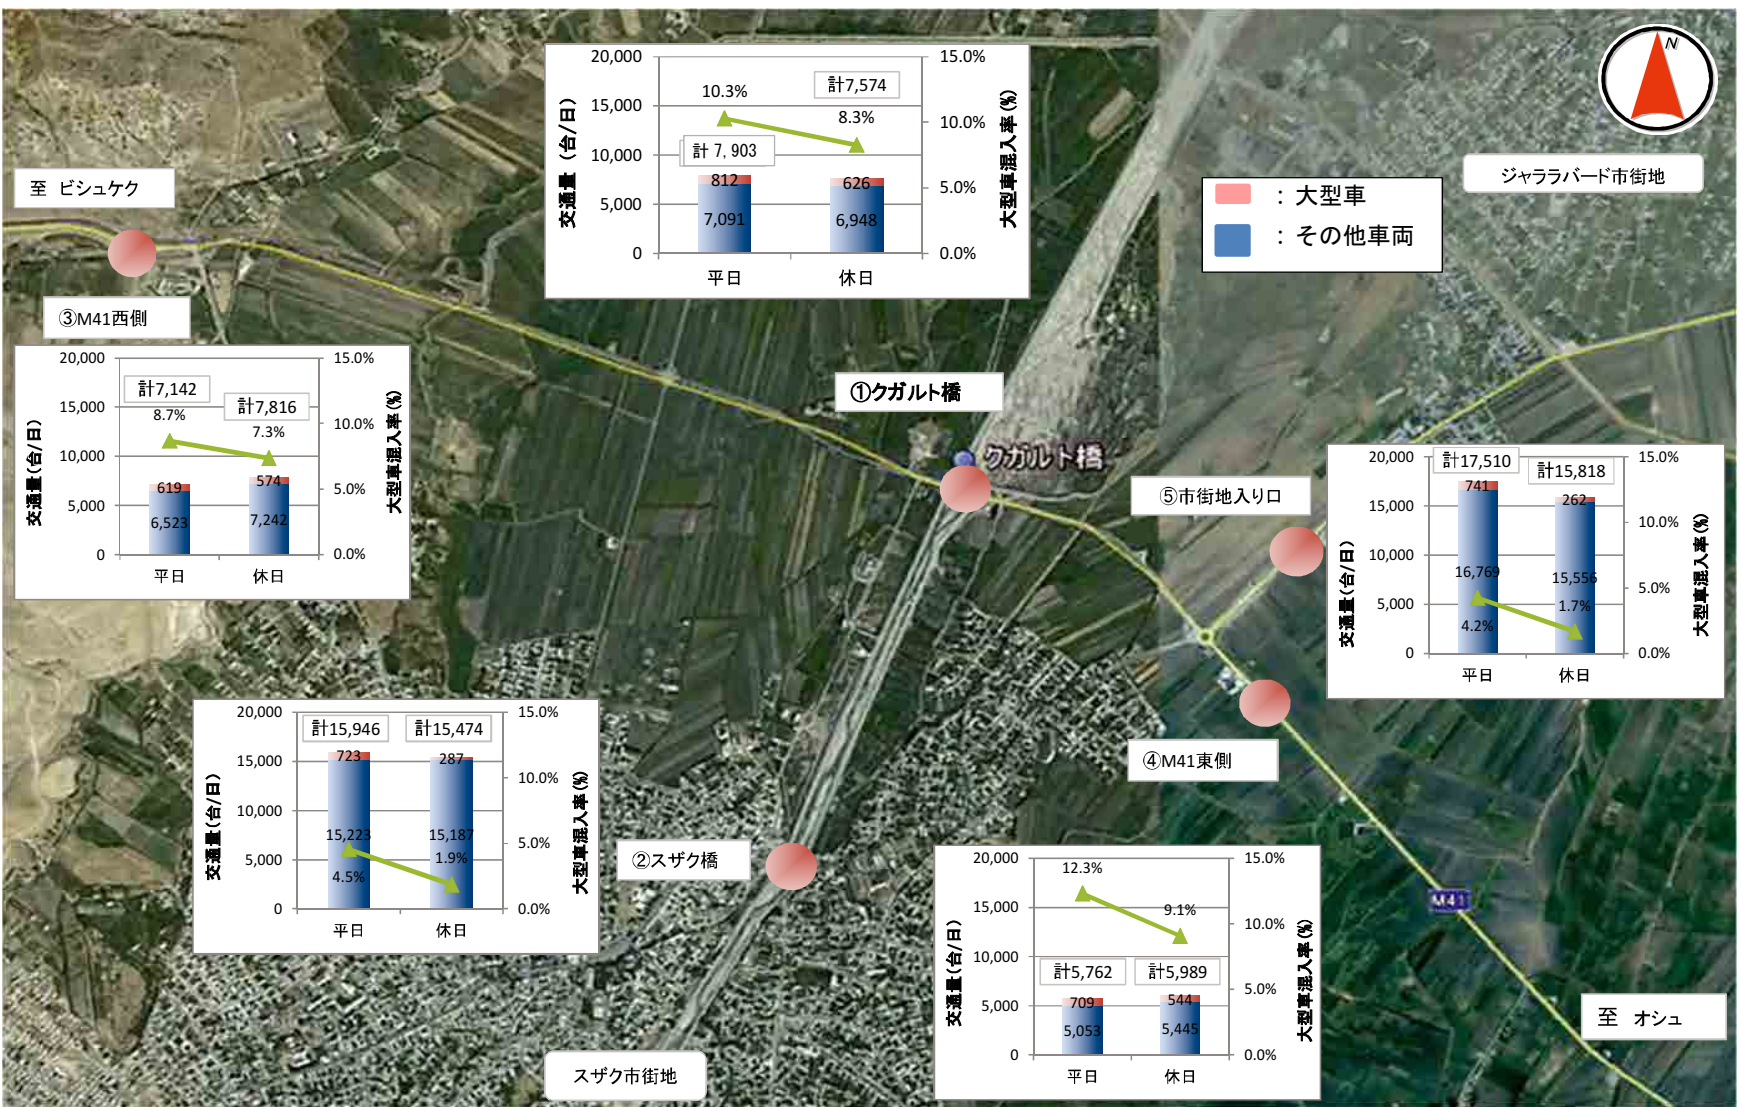 N
ジャララバード市街地
：大型車
：その他車両
至 ビシュケク
③M41西側
①クガルト橋
クガルト橋
⑤市街地入り口
④M41東側
②スザク橋
スザク市街地
M41
至 オシュ
交通量（台/日）
20,000
15,000
10,000
5,000
0
計7,903
812
7,091
10.3%
計7,574
626
6,948
8.3%
平日
休日
15.0%
10.0%
5.0%
0.0%
大型車混入率(%)
交通量(台/日)
20,000
15,000
10,000
5,000
0
計7,142
8.7%
619
6,523
計7,816
7.3%
574
7,242
平日
休日
15.0%
10.0%
5.0%
0.0%
大型車混入率(%)
交通量(台/日)
20,000
15,000
10,000
5,000
0
計17,510
741
16,769
4.2%
計15,818
262
15,556
1.7%
平日
休日
15.0%
10.0%
5.0%
0.0%
大型車混入率(%)
交通量(台/日)
20,000
15,000
10,000
5,000
0
計15,946
723
15,223
4.5%
計15,474
287
15,187
1.9%
平日
休日
15.0%
10.0%
5.0%
0.0%
大型車混入率(%)
交通量(台/日)
20,000
15,000
10,000
5,000
0
12.3%
計5,762
709
5,053
9.1%
計5,989
544
5,445
平日
休日
15.0%
10.0%
5.0%
0.0%
大型車混入率(%)